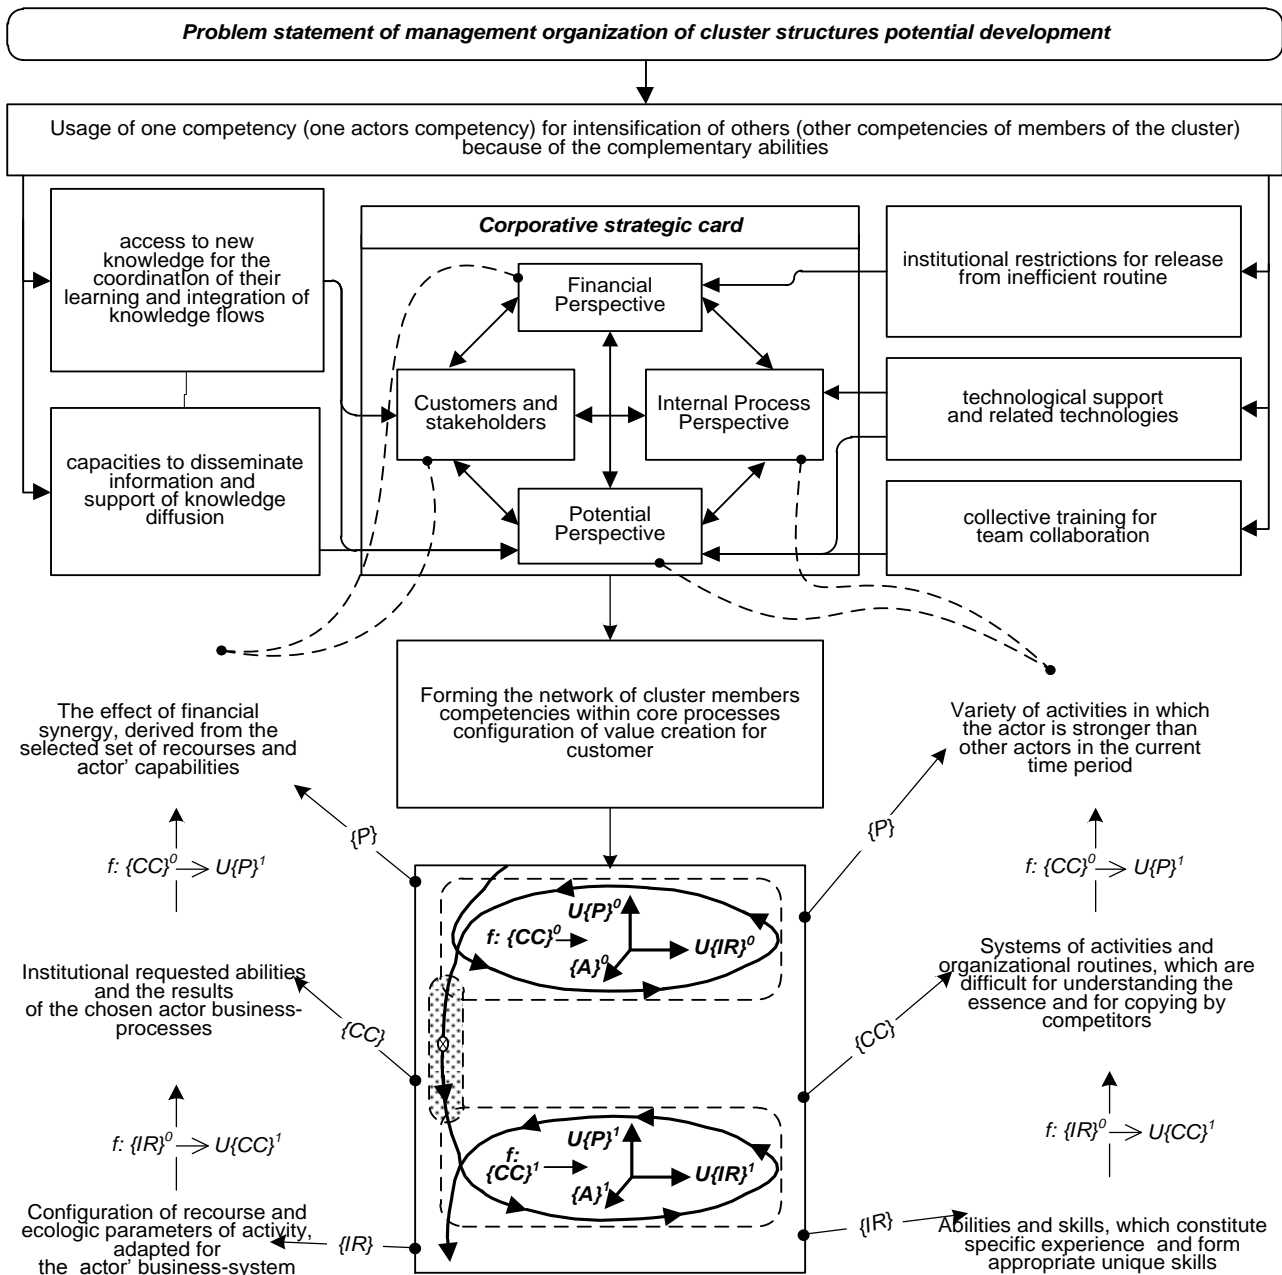 Problem statement of management organization of cluster structures potential development
Usage of one competency (one actors competency) for intensification of others (other competencies of members of the cluster)
because of the complementary abilities
access to new
knowledge for the
coordination of their
learning and integration of
knowledge flows
capacities to disseminate
information and
support of knowledge
diffusion
Corporative strategic card
Financial
Perspective
Customers and
stakeholders
Internal Process
Perspective
Potential
Perspective
institutional restrictions for release
from inefficient routine
technological support
and related technologies
collective training for
team collaboration
Forming the network of cluster members
competencies within core processes
configuration of value creation for
customer
The effect of financial
synergy, derived from the
selected set of recourses and
actor’ capabilities
{P}
f: {CC}⁰ → U{P}¹
Institutional requested abilities
and the results
of the chosen actor business-
processes
{CC}
f: {IR}⁰ → U{CC}¹
Configuration of recourse and
ecologic parameters of activity,
adapted for
the actor’ business-system
{IR}
U{P}⁰
f: {CC}⁰
U{IR}⁰
{A}⁰
U{P}¹
f:
{CC}¹
U{IR}¹
{A}¹
Variety of activities in which
the actor is stronger than
other actors in the current
time period
{P}
f: {CC}⁰ → U{P}¹
Systems of activities and
organizational routines, which are
difficult for understanding the
essence and for copying by
competitors
{CC}
f: {IR}⁰ → U{CC}¹
Abilities and skills, which constitute
specific experience and form
appropriate unique skills
{IR}